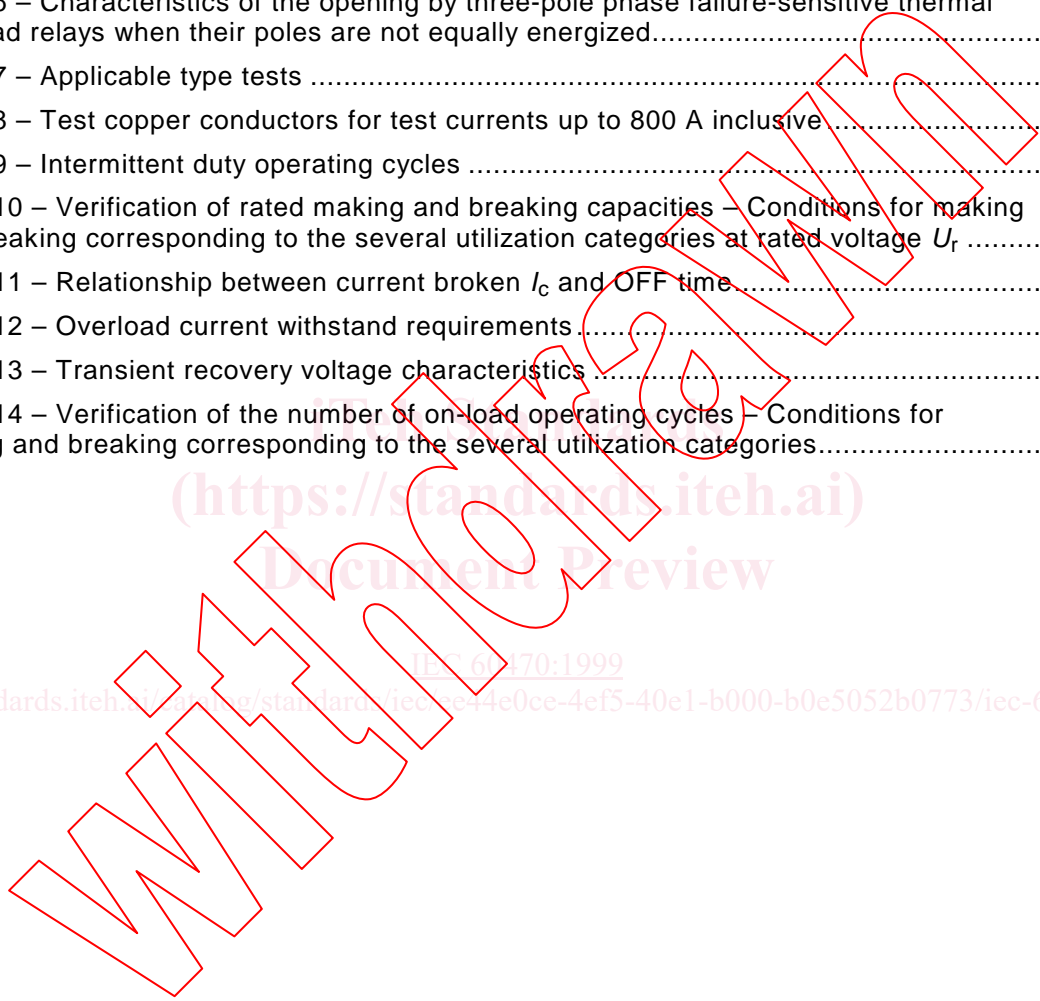 6 – Characteristics of the opening by three-pole phase failure-sensitive thermal
ad relays when their poles are not equally energized................................................
7 – Applicable type tests ..........................................................................................
8 – Test copper conductors for test currents up to 800 A inclusive...........................
9 – Intermittent duty operating cycles .......................................................................
10 – Verification of rated making and breaking capacities – Conditions for making
eaking corresponding to the several utilization categories at rated voltage Ur .........
11 – Relationship between current broken Ic and OFF time......................................
12 – Overload current withstand requirements .........................................................
13 – Transient recovery voltage characteristics .......................................................
14 – Verification of the number of on-load operating cycles – Conditions for
g and breaking corresponding to the several utilization categories...........................
iTeh Standards
(https://standards.iteh.ai)
Document Preview
IEC 60470:1999
dards.iteh.ai/catalog/standards/iec/ec44e0ce-4ef5-40e1-b000-b0e5052b0773/iec-6
withdrawn